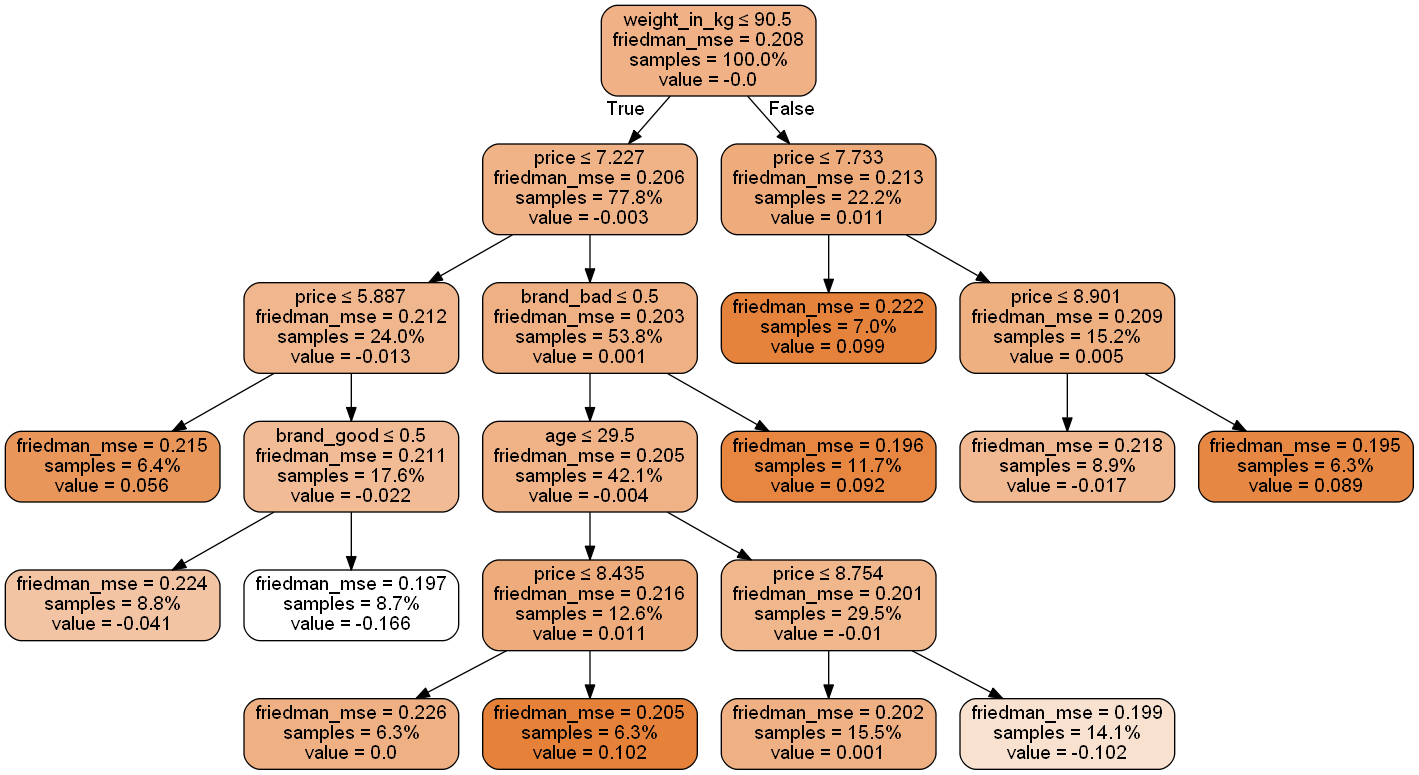 weight_in_kg ≤ 90.5
friedman_mse = 0.208
samples = 100.0%
value = -0.0
True
False
price ≤ 7.227
friedman_mse = 0.206
samples = 77.8%
value = -0.003
price ≤ 7.733
friedman_mse = 0.213
samples = 22.2%
value = 0.011
price ≤ 5.887
friedman_mse = 0.212
samples = 24.0%
value = -0.013
brand_bad ≤ 0.5
friedman_mse = 0.203
samples = 53.8%
value = 0.001
friedman_mse = 0.222
samples = 7.0%
value = 0.099
price ≤ 8.901
friedman_mse = 0.209
samples = 15.2%
value = 0.005
friedman_mse = 0.215
samples = 6.4%
value = 0.056
brand_good ≤ 0.5
friedman_mse = 0.211
samples = 17.6%
value = -0.022
age ≤ 29.5
friedman_mse = 0.205
samples = 42.1%
value = -0.004
friedman_mse = 0.196
samples = 11.7%
value = 0.092
friedman_mse = 0.218
samples = 8.9%
value = -0.017
friedman_mse = 0.195
samples = 6.3%
value = 0.089
friedman_mse = 0.224
samples = 8.8%
value = -0.041
friedman_mse = 0.197
samples = 8.7%
value = -0.166
price ≤ 8.435
friedman_mse = 0.216
samples = 12.6%
value = 0.011
price ≤ 8.754
friedman_mse = 0.201
samples = 29.5%
value = -0.01
friedman_mse = 0.226
samples = 6.3%
value = 0.0
friedman_mse = 0.205
samples = 6.3%
value = 0.102
friedman_mse = 0.202
samples = 15.5%
value = 0.001
friedman_mse = 0.199
samples = 14.1%
value = -0.102